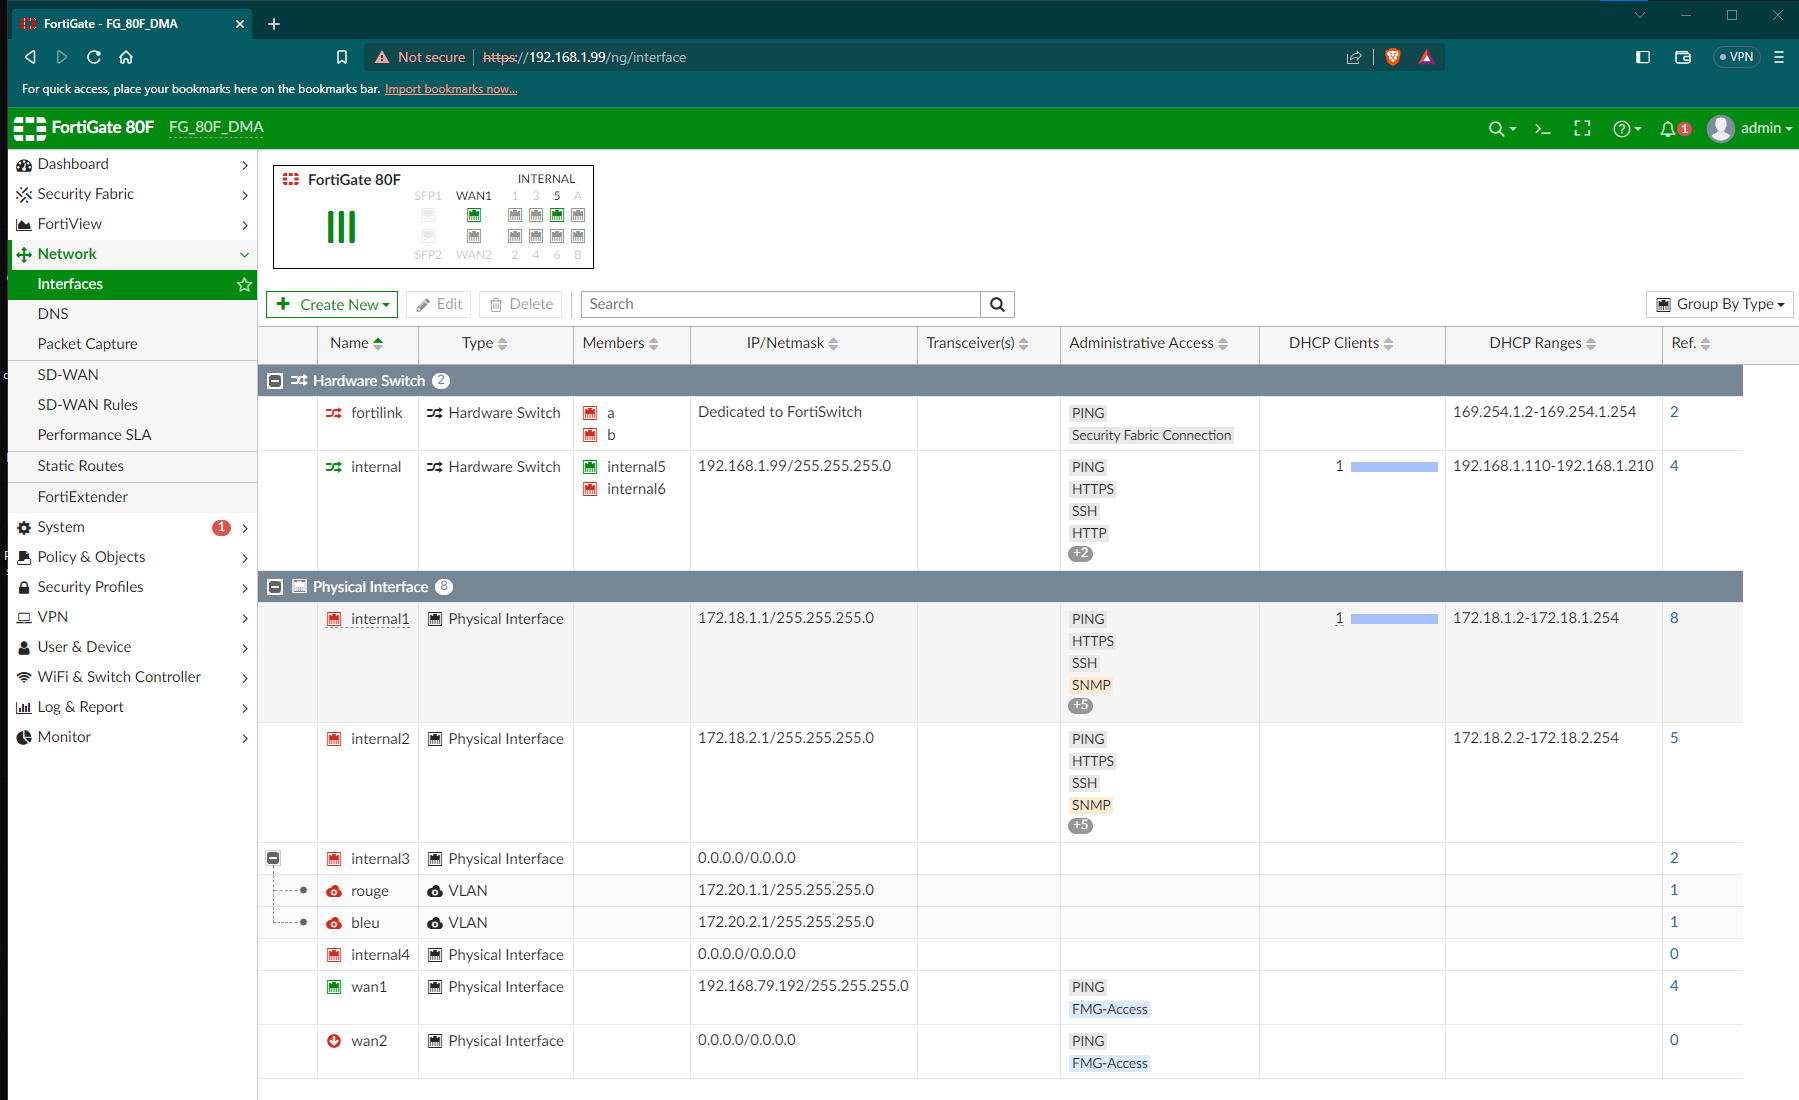 FortiGate - FG_80F_DMA
Not secure https://192.168.1.99/ng/interface
VPN
For quick access, place your bookmarks here on the bookmarks bar. Import bookmarks now...
FortiGate 80F FG_80F_DMA
1 admin
Dashboard
Security Fabric
FortiView
Network
Interfaces
DNS
Packet Capture
SD-WAN
SD-WAN Rules
Performance SLA
Static Routes
FortiExtender
System 1
Policy & Objects
Security Profiles
VPN
User & Device
WiFi & Switch Controller
Log & Report
Monitor
FortiGate 80F INTERNAL
SFP1 WAN1 1 3 5 A
SFP2 WAN2 2 4 6 B
+ Create New Edit Delete Search Group By Type
Name Type Members IP/Netmask Transceiver(s) Administrative Access DHCP Clients DHCP Ranges Ref.
Hardware Switch 2
fortilink Hardware Switch a Dedicated to FortiSwitch PING 169.254.1.2-169.254.1.254 2
b Security Fabric Connection
internal Hardware Switch internal5 192.168.1.99/255.255.255.0 PING 1 192.168.1.110-192.168.1.210 4
internal6 HTTPS
SSH
HTTP
+2
Physical Interface 8
internal1 Physical Interface 172.18.1.1/255.255.255.0 PING 1 172.18.1.2-172.18.1.254 8
HTTPS
SSH
SNMP
+5
internal2 Physical Interface 172.18.2.1/255.255.255.0 PING 172.18.2.2-172.18.2.254 5
HTTPS
SSH
SNMP
+5
internal3 Physical Interface 0.0.0.0/0.0.0.0 2
rouge VLAN 172.20.1.1/255.255.255.0 1
bleu VLAN 172.20.2.1/255.255.255.0 1
internal4 Physical Interface 0.0.0.0/0.0.0.0 0
wan1 Physical Interface 192.168.79.192/255.255.255.0 PING 4
FMG-Access
wan2 Physical Interface 0.0.0.0/0.0.0.0 PING 0
FMG-Access